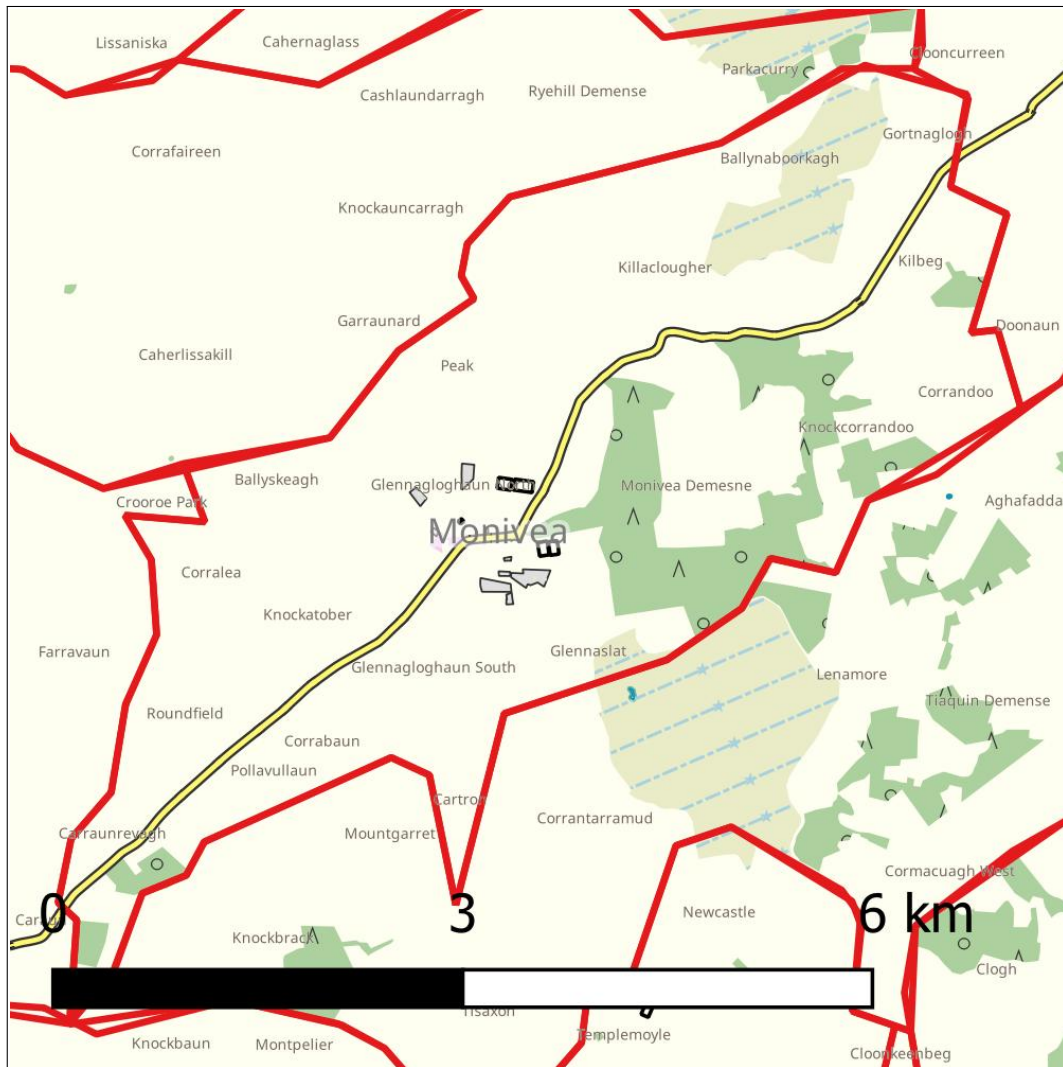 Lissaniska
Cahernaglass
Clooncurreen
Parkacurry
Cashlaundarragh
Ryehill Demense
Gortnaglogh
Corrafaireen
Ballynaboorkagh
Knockauncarragh
Killaclougher
Kilbeg
Garraunard
Doonaun
Caherlissakill
Peak
Corrandoo
Knockcorrandoo
Ballyskeagh
Glennagloghaun North
Monivea Demesne
Crooroe Park
Aghafadda
Monivea
Corralea
Knockatober
Farravaun
Glennaslat
Glennagloghaun South
Lenamore
Tiaquin Demense
Roundfield
Corrabaun
Pollavullaun
Cartron
Carraunrevagh
Mountgarret
Corrantarramud
Cormacuagh West
Newcastle
0 3 6 km
Knockbrack
Clogh
Tisaxon
Templemoyle
Knockbaun
Montpelier
Cloonkeenbeg